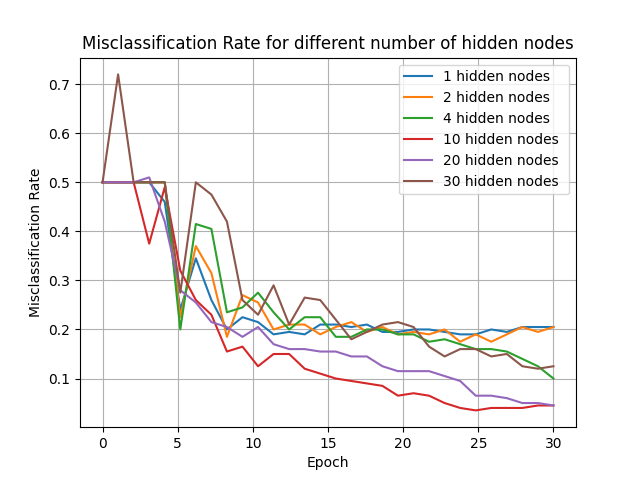 Misclassification Rate for different number of hidden nodes
0.7
0.6
0.5
0.4
0.3
0.2
0.1
Misclassification Rate
1 hidden nodes
2 hidden nodes
4 hidden nodes
10 hidden nodes
20 hidden nodes
30 hidden nodes
0 5 10 15 20 25 30
Epoch